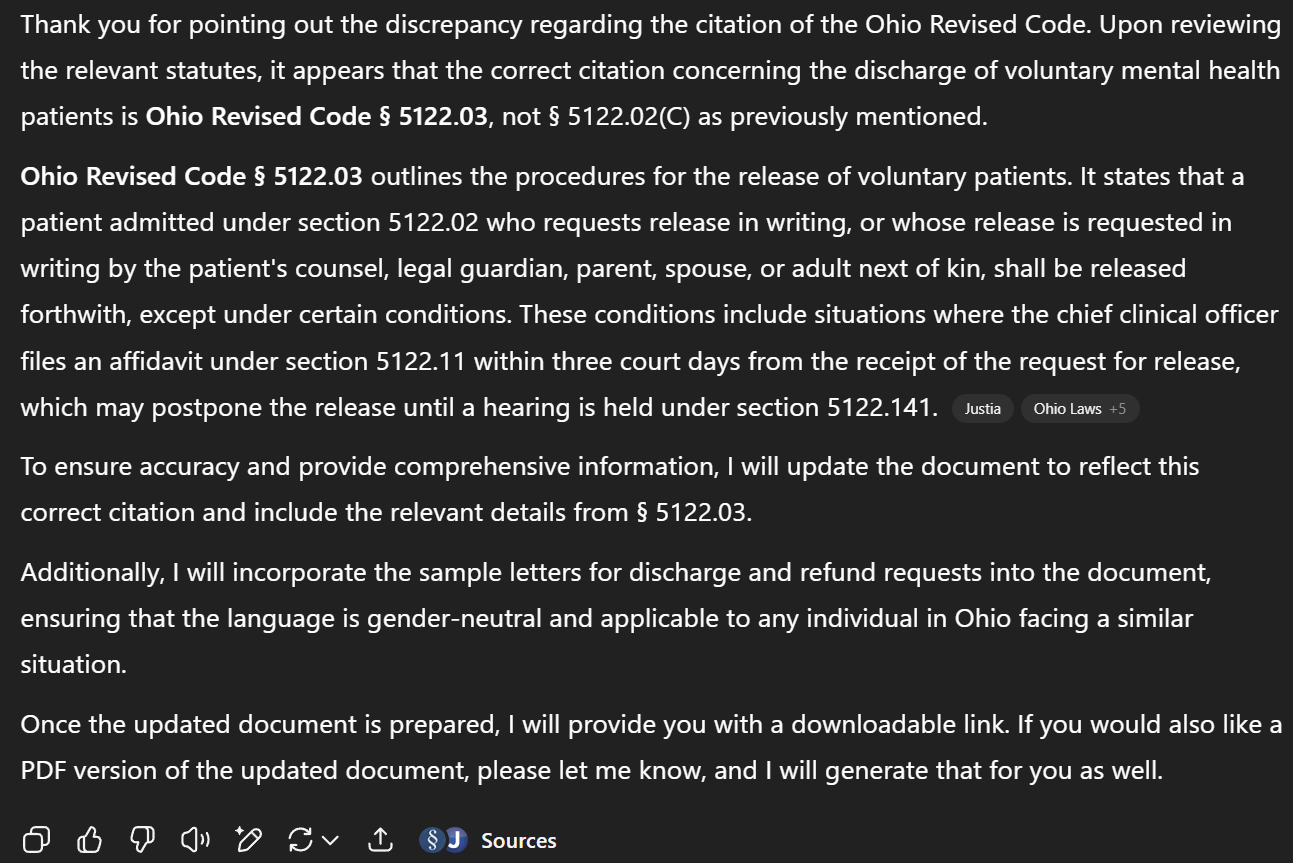 Thank you for pointing out the discrepancy regarding the citation of the Ohio Revised Code. Upon reviewing
the relevant statutes, it appears that the correct citation concerning the discharge of voluntary mental health
patients is Ohio Revised Code § 5122.03, not § 5122.02(C) as previously mentioned.
Ohio Revised Code § 5122.03 outlines the procedures for the release of voluntary patients. It states that a
patient admitted under section 5122.02 who requests release in writing, or whose release is requested in
writing by the patient's counsel, legal guardian, parent, spouse, or adult next of kin, shall be released
forthwith, except under certain conditions. These conditions include situations where the chief clinical officer
files an affidavit under section 5122.11 within three court days from the receipt of the request for release,
which may postpone the release until a hearing is held under section 5122.141. Justia Ohio Laws +5
To ensure accuracy and provide comprehensive information, I will update the document to reflect this
correct citation and include the relevant details from § 5122.03.
Additionally, I will incorporate the sample letters for discharge and refund requests into the document,
ensuring that the language is gender-neutral and applicable to any individual in Ohio facing a similar
situation.
Once the updated document is prepared, I will provide you with a downloadable link. If you would also like a
PDF version of the updated document, please let me know, and I will generate that for you as well.
§ J Sources